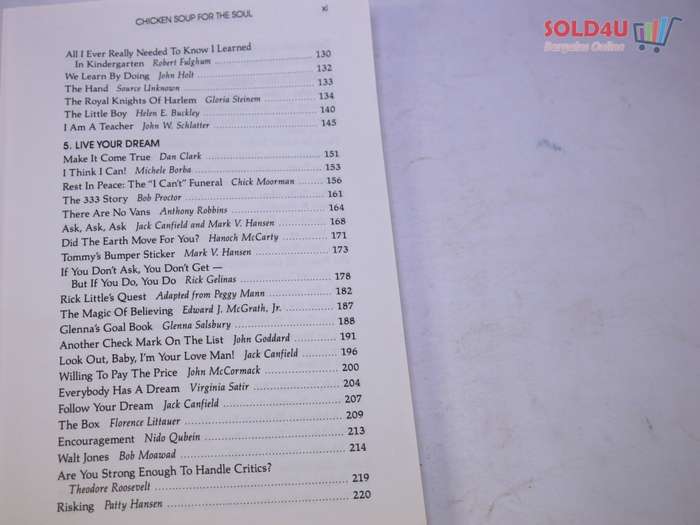 CHICKEN SOUP FOR THE SOUL xi
All I Ever Really Needed To Know I Learned
In Kindergarten Robert Fulghum ........ 130
We Learn By Doing John Holt ........ 132
The Hand Source Unknown ........ 133
The Royal Knights Of Harlem Gloria Steinem ........ 134
The Little Boy Helen E. Buckley ........ 140
I Am A Teacher John W. Schlatter ........ 145
5. LIVE YOUR DREAM
Make It Come True Dan Clark ........ 151
I Think I Can! Michele Borba ........ 153
Rest In Peace: The "I Can't" Funeral Chick Moorman ........ 156
The 333 Story Bob Proctor ........ 161
There Are No Vans Anthony Robbins ........ 164
Ask, Ask, Ask Jack Canfield and Mark V. Hansen ........ 168
Did The Earth Move For You? Hanoch McCarty ........ 171
Tommy's Bumper Sticker Mark V. Hansen ........ 173
If You Don't Ask, You Don't Get —
But If You Do, You Do Rick Gelinas ........ 178
Rick Little's Quest Adapted from Peggy Mann ........ 182
The Magic Of Believing Edward J. McGrath, Jr. ........ 187
Glenna's Goal Book Glenna Salsbury ........ 188
Another Check Mark On The List John Goddard ........ 191
Look Out, Baby, I'm Your Love Man! Jack Canfield ........ 196
Willing To Pay The Price John McCormack ........ 200
Everybody Has A Dream Virginia Satir ........ 204
Follow Your Dream Jack Canfield ........ 207
The Box Florence Littauer ........ 209
Encouragement Nido Qubein ........ 213
Walt Jones Bob Moawad ........ 214
Are You Strong Enough To Handle Critics?
Theodore Roosevelt ........ 219
Risking Patty Hansen ........ 220
SOLD4U
Bargains Online